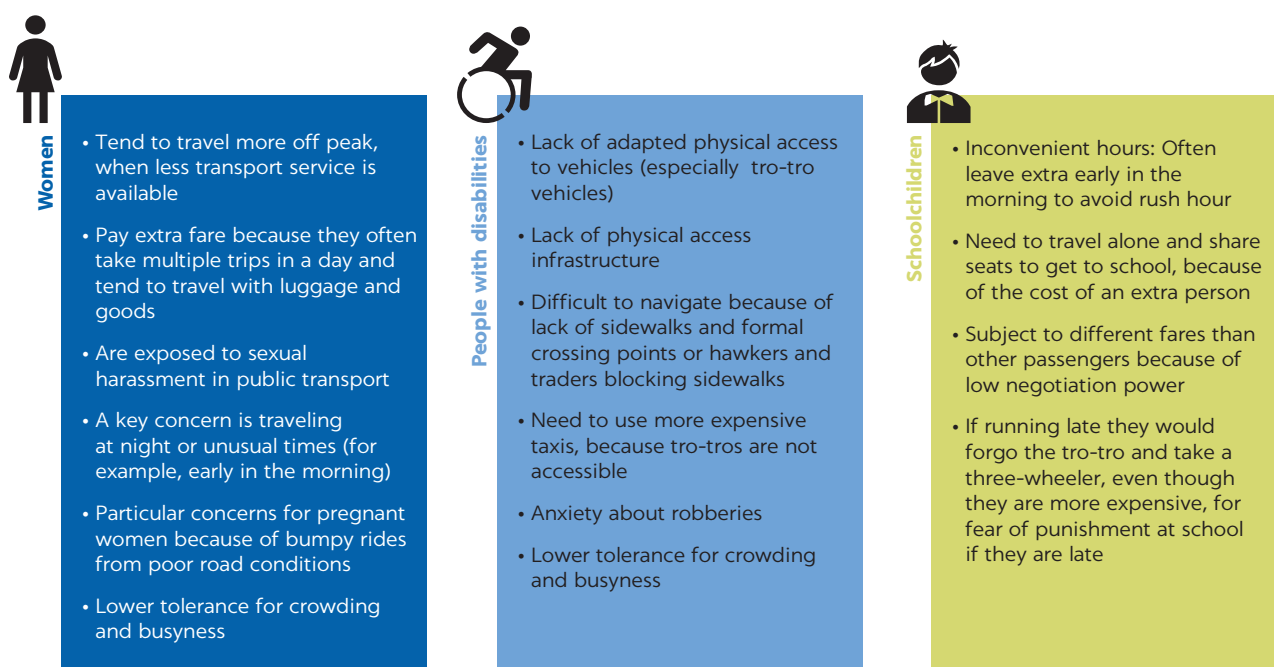 Women
• Tend to travel more off peak,
when less transport service is
available
• Pay extra fare because they often
take multiple trips in a day and
tend to travel with luggage and
goods
• Are exposed to sexual
harassment in public transport
• A key concern is traveling
at night or unusual times (for
example, early in the morning)
• Particular concerns for pregnant
women because of bumpy rides
from poor road conditions
• Lower tolerance for crowding
and busyness
People with disabilities
• Lack of adapted physical access
to vehicles (especially tro-tro
vehicles)
• Lack of physical access
infrastructure
• Difficult to navigate because of
lack of sidewalks and formal
crossing points or hawkers and
traders blocking sidewalks
• Need to use more expensive
taxis, because tro-tros are not
accessible
• Anxiety about robberies
• Lower tolerance for crowding
and busyness
Schoolchildren
• Inconvenient hours: Often
leave extra early in the
morning to avoid rush hour
• Need to travel alone and share
seats to get to school, because
of the cost of an extra person
• Subject to different fares than
other passengers because of
low negotiation power
• If running late they would
forgo the tro-tro and take a
three-wheeler, even though
they are more expensive, for
fear of punishment at school
if they are late